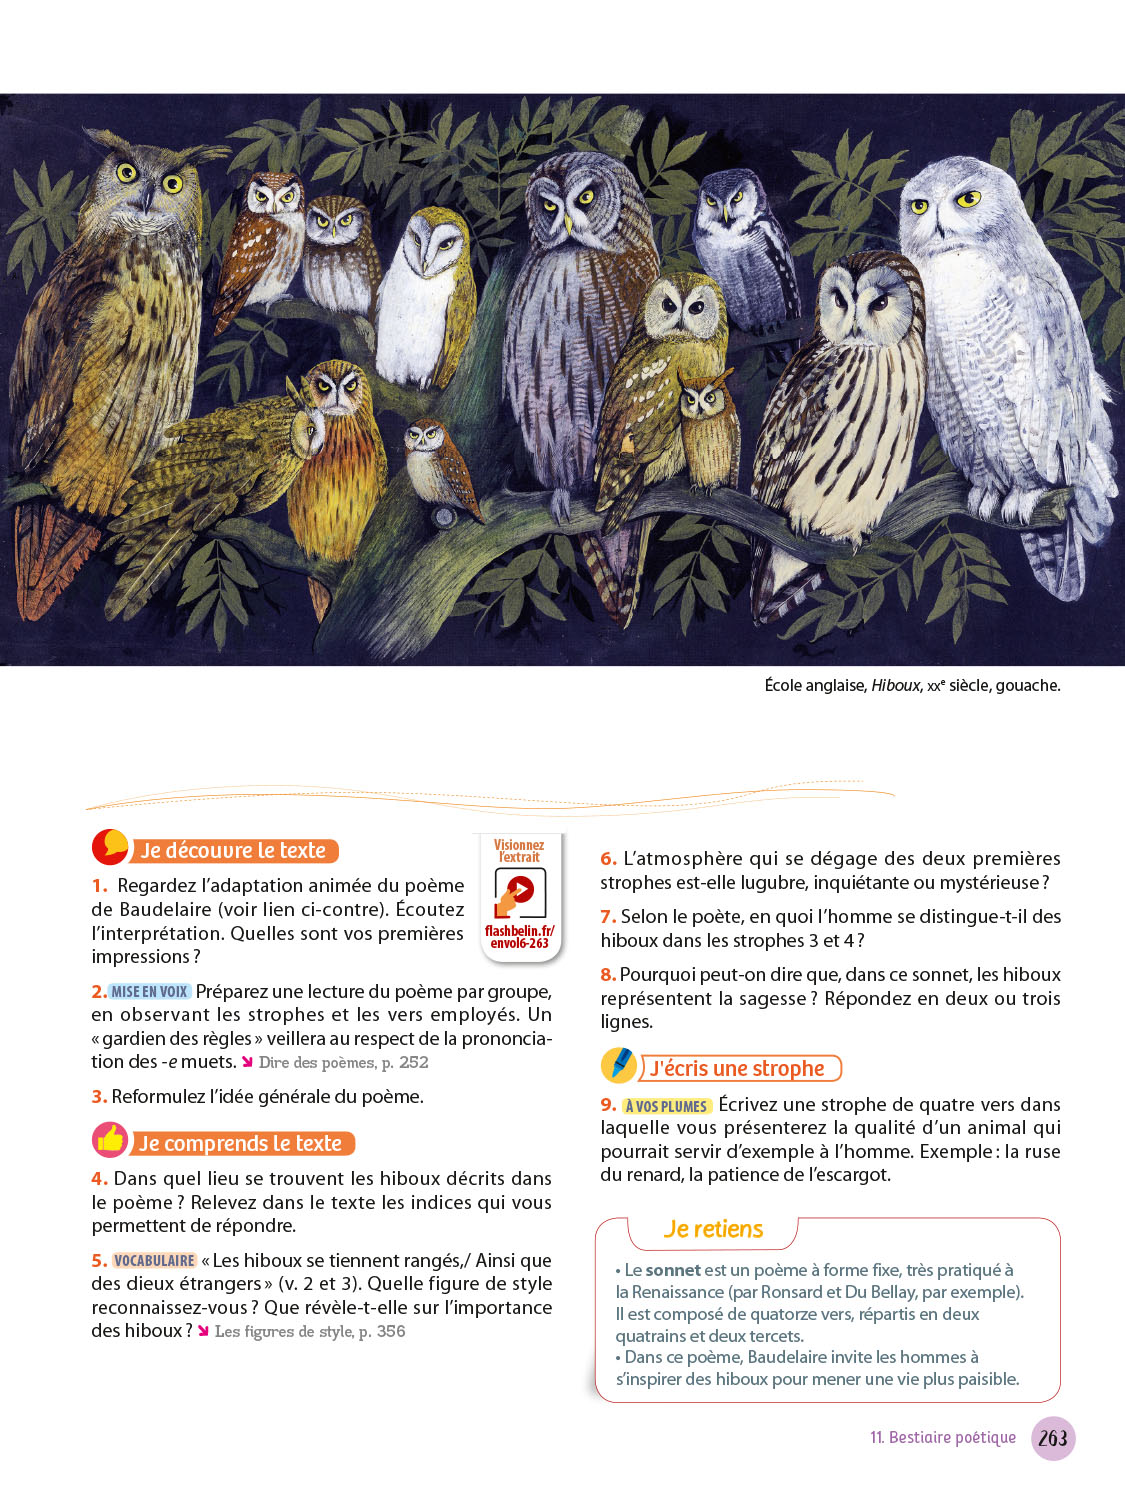 École anglaise, Hiboux, XXe siècle, gouache.
Je découvre le texte
1. Regardez l’adaptation animée du poème
de Baudelaire (voir lien ci-contre). Écoutez
l’interprétation. Quelles sont vos premières
impressions ?
Visionnez
l’extrait
flashbelin.fr/
envol6-263
2. MISE EN VOIX Préparez une lecture du poème par groupe,
en observant les strophes et les vers employés. Un
« gardien des règles » veillera au respect de la prononcia-
tion des -e muets. ➘ Dire des poèmes, p. 252
3. Reformulez l’idée générale du poème.
Je comprends le texte
4. Dans quel lieu se trouvent les hiboux décrits dans
le poème ? Relevez dans le texte les indices qui vous
permettent de répondre.
5. VOCABULAIRE « Les hiboux se tiennent rangés,/ Ainsi que
des dieux étrangers » (v. 2 et 3). Quelle figure de style
reconnaissez-vous ? Que révèle-t-elle sur l’importance
des hiboux ? ➘ Les figures de style, p. 356
6. L’atmosphère qui se dégage des deux premières
strophes est-elle lugubre, inquiétante ou mystérieuse ?
7. Selon le poète, en quoi l’homme se distingue-t-il des
hiboux dans les strophes 3 et 4 ?
8. Pourquoi peut-on dire que, dans ce sonnet, les hiboux
représentent la sagesse ? Répondez en deux ou trois
lignes.
J'écris une strophe
9. À VOS PLUMES Écrivez une strophe de quatre vers dans
laquelle vous présenterez la qualité d’un animal qui
pourrait servir d’exemple à l’homme. Exemple : la ruse
du renard, la patience de l’escargot.
Je retiens
• Le sonnet est un poème à forme fixe, très pratiqué à
la Renaissance (par Ronsard et Du Bellay, par exemple).
Il est composé de quatorze vers, répartis en deux
quatrains et deux tercets.
• Dans ce poème, Baudelaire invite les hommes à
s’inspirer des hiboux pour mener une vie plus paisible.
11. Bestiaire poétique 263